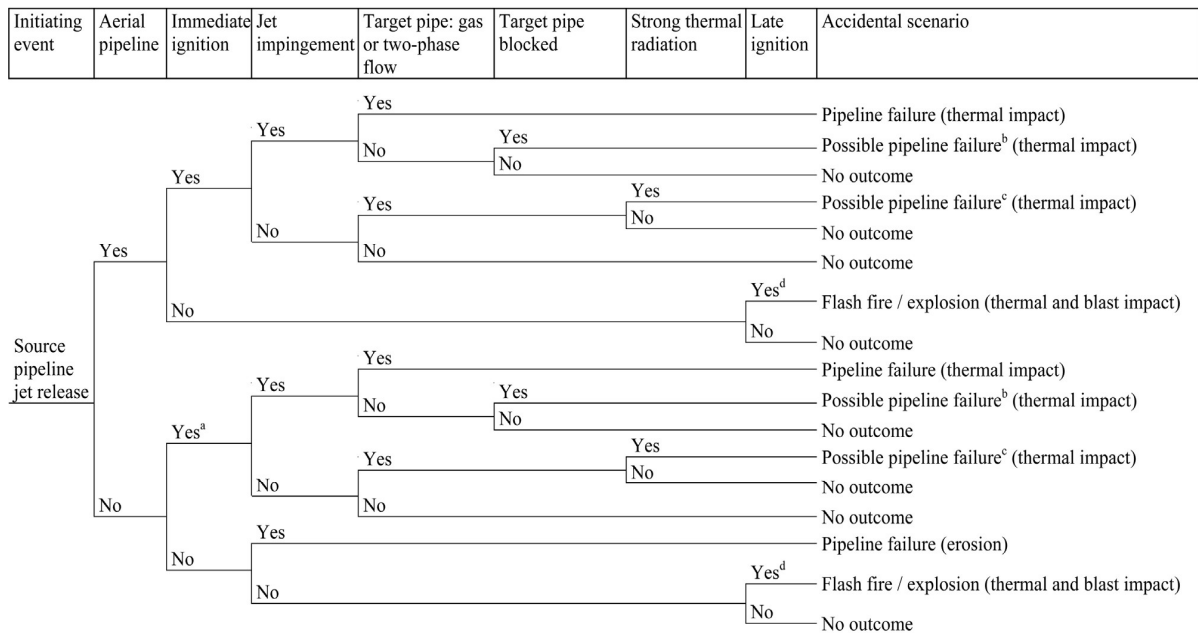 Initiating event
Aerial pipeline
Immediate ignition
Jet impingement
Target pipe: gas or two-phase flow
Target pipe blocked
Strong thermal radiation
Late ignition
Accidental scenario
Yes
Pipeline failure (thermal impact)
Yes
No
Yes
Possible pipeline failureᵇ (thermal impact)
No
No outcome
Yes
Yes
Yes
Possible pipeline failureᶜ (thermal impact)
No
No
No outcome
Yes
No
No outcome
Yesᵈ
Flash fire / explosion (thermal and blast impact)
No
No
No outcome
Source
pipeline
jet release
Yes
Pipeline failure (thermal impact)
Yes
No
Yes
Possible pipeline failureᵇ (thermal impact)
No
No outcome
Yesᵃ
Yes
Yes
Possible pipeline failureᶜ (thermal impact)
No
No
No outcome
No
No
No outcome
Yes
Pipeline failure (erosion)
No
Yesᵈ
Flash fire / explosion (thermal and blast impact)
No
No
No outcome